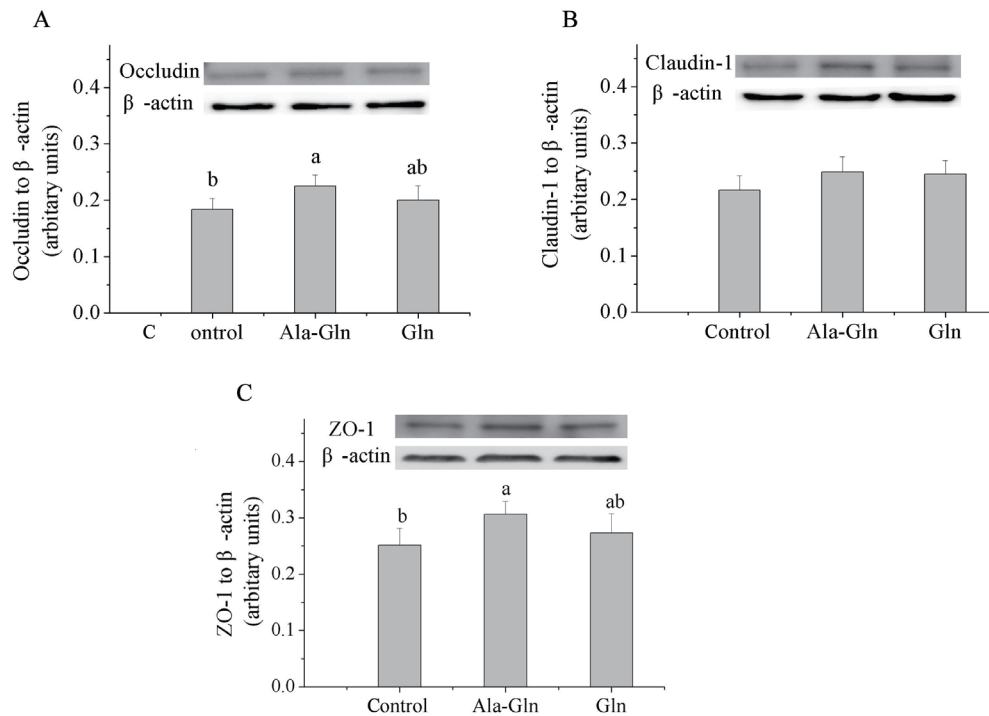 A
Occludin
β -actin
Occludin to β -actin
(arbitary units)
0.4
0.3
0.2
0.1
0.0
b
a
ab
C ontrol
Ala-Gln
Gln
B
Claudin-1
β -actin
Claudin-1 to β -actin
(arbitary units)
0.4
0.3
0.2
0.1
0.0
Control
Ala-Gln
Gln
C
ZO-1
β -actin
ZO-1 to β -actin
(arbitary units)
0.4
0.3
0.2
0.1
0.0
b
a
ab
Control
Ala-Gln
Gln